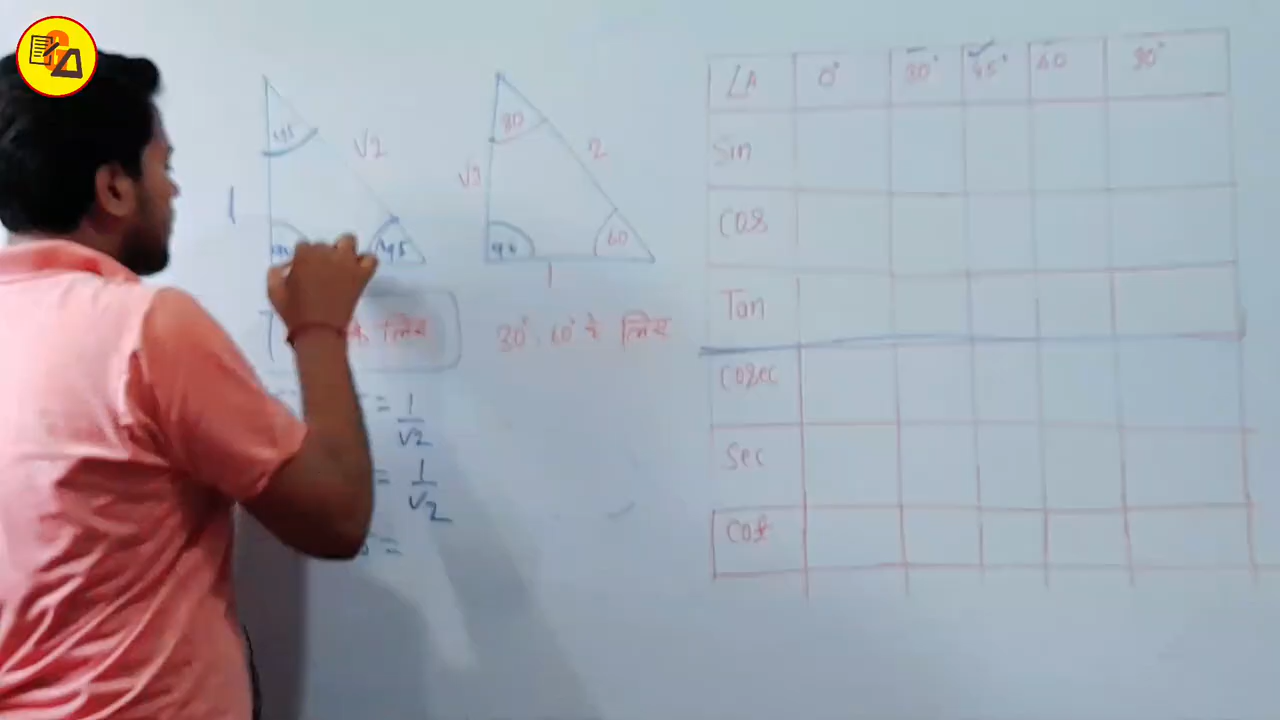 45
√2
1
45
30
√3
2
90
60
1
के लिए
30°, 60° के लिए
= 1/√2
= 1/√2
=
∠A 0° 30° 45° 60 90°
Sin
Cos
Tan
Cosec
Sec
Cot